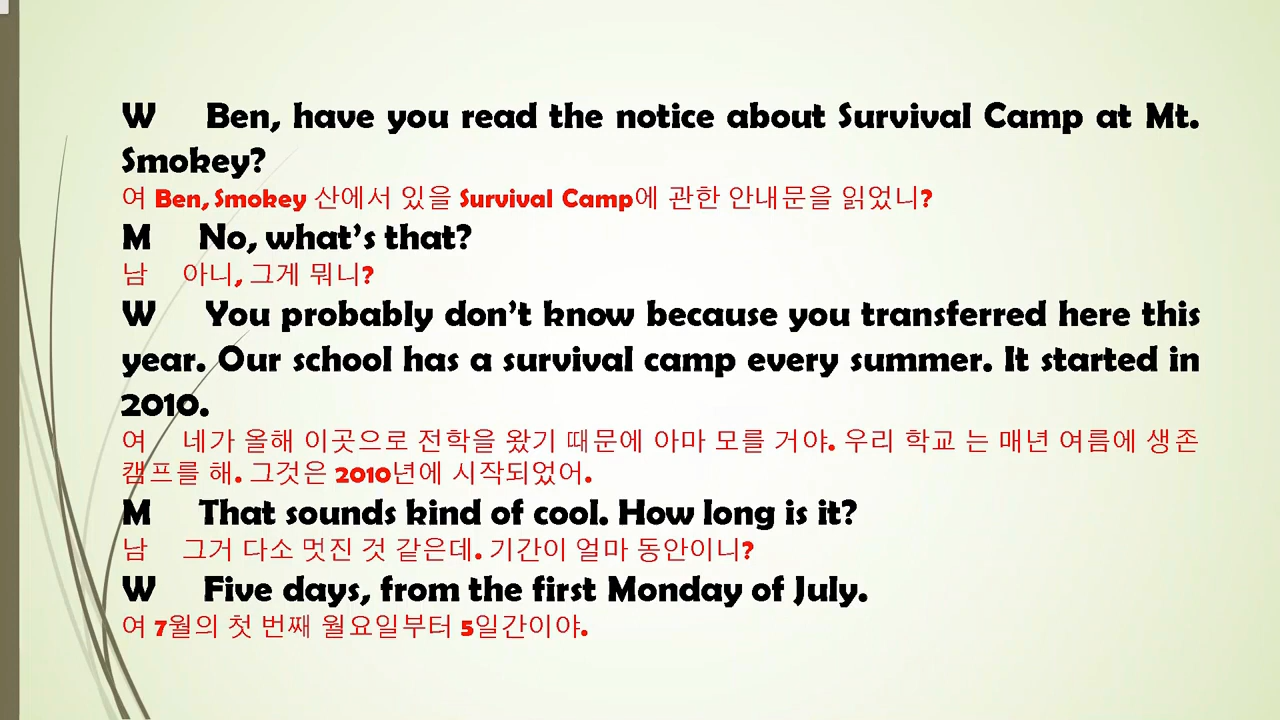 W Ben, have you read the notice about Survival Camp at Mt.
Smokey?
여 Ben, Smokey 산에서 있을 Survival Camp에 관한 안내문을 읽었니?
M No, what's that?
남 아니, 그게 뭐니?
W You probably don't know because you transferred here this
year. Our school has a survival camp every summer. It started in
2010.
여 네가 올해 이곳으로 전학을 왔기 때문에 아마 모를 거야. 우리 학교 는 매년 여름에 생존
캠프를 해. 그것은 2010년에 시작되었어.
M That sounds kind of cool. How long is it?
남 그거 다소 멋진 것 같은데. 기간이 얼마 동안이니?
W Five days, from the first Monday of July.
여 7월의 첫 번째 월요일부터 5일간이야.